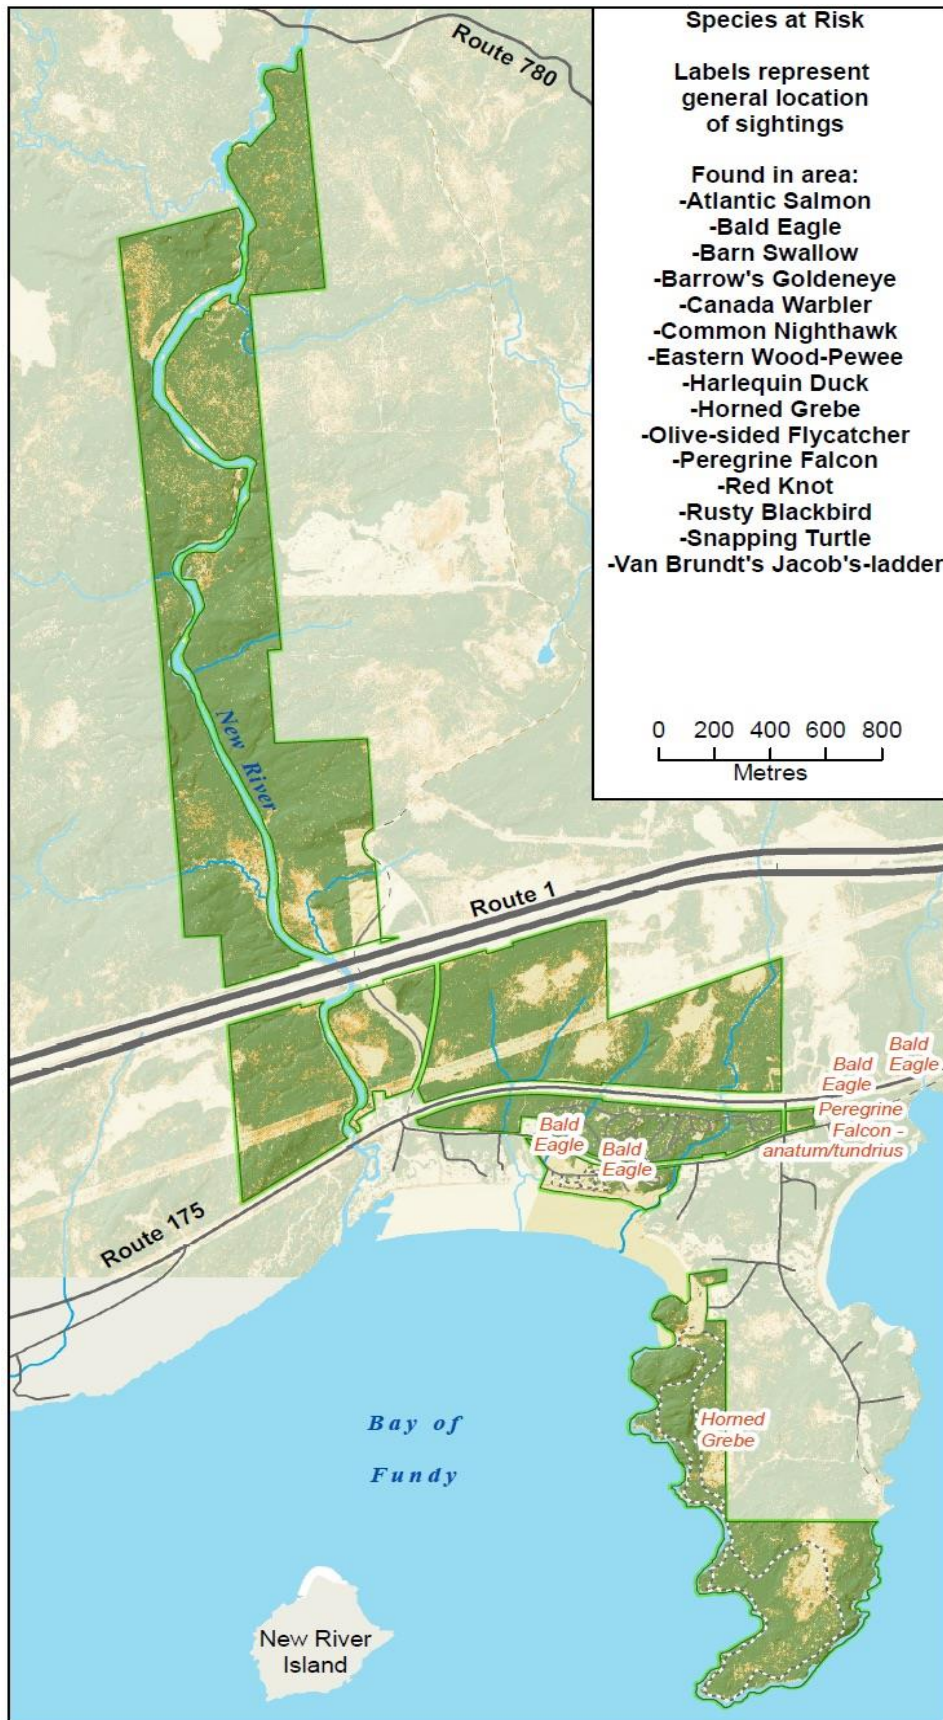 Species at Risk
Labels represent
general location
of sightings
Found in area:
-Atlantic Salmon
-Bald Eagle
-Barn Swallow
-Barrow's Goldeneye
-Canada Warbler
-Common Nighthawk
-Eastern Wood-Pewee
-Harlequin Duck
-Horned Grebe
-Olive-sided Flycatcher
-Peregrine Falcon
-Red Knot
-Rusty Blackbird
-Snapping Turtle
-Van Brundt's Jacob's-ladder
0 200 400 600 800
Metres
Route 780
New River
Route 1
Bald
Eagle
Bald
Eagle
Peregrine
Falcon -
anatum/tundrius
Bald
Eagle
Bald
Eagle
Route 175
Horned
Grebe
Bay of
Fundy
New River
Island